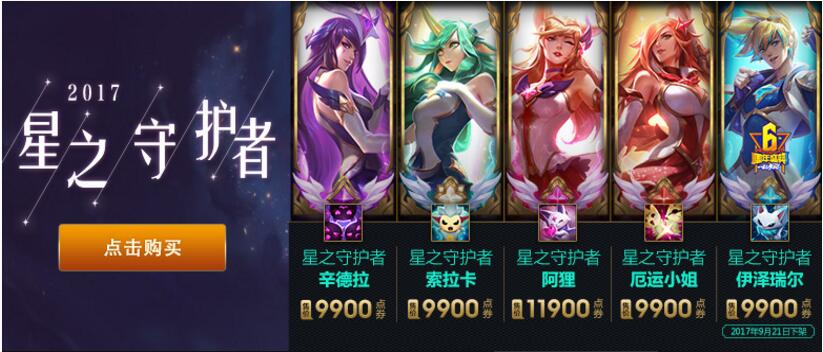 2017
星之守护者
点击购买
6
周年盛典
星之守护者
辛德拉
售价 9900 点券
星之守护者
索拉卡
售价 9900 点券
星之守护者
阿狸
售价 11900 点券
星之守护者
厄运小姐
售价 9900 点券
星之守护者
伊泽瑞尔
售价 9900 点券
2017年9月21日下架